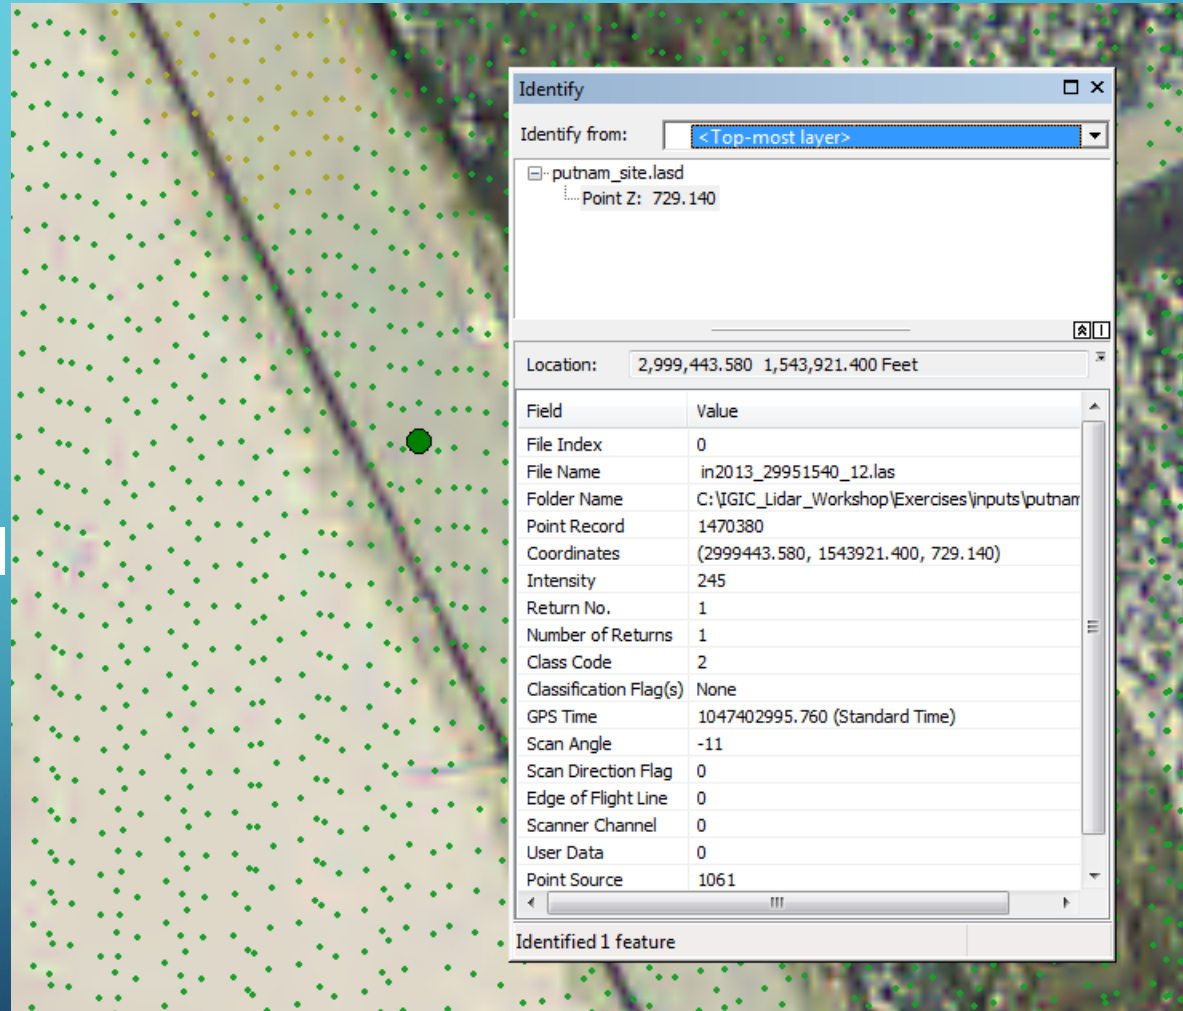 Identify
Identify from: <Top-most layer>
putnam_site.lasd
Point Z: 729.140
Location: 2,999,443.580 1,543,921.400 Feet
Field Value
File Index 0
File Name in2013_29951540_12.las
Folder Name C:\IGIC_Lidar_Workshop\Exercises\inputs\putnam
Point Record 1470380
Coordinates (2999443.580, 1543921.400, 729.140)
Intensity 245
Return No. 1
Number of Returns 1
Class Code 2
Classification Flag(s) None
GPS Time 1047402995.760 (Standard Time)
Scan Angle -11
Scan Direction Flag 0
Edge of Flight Line 0
Scanner Channel 0
User Data 0
Point Source 1061
Identified 1 feature